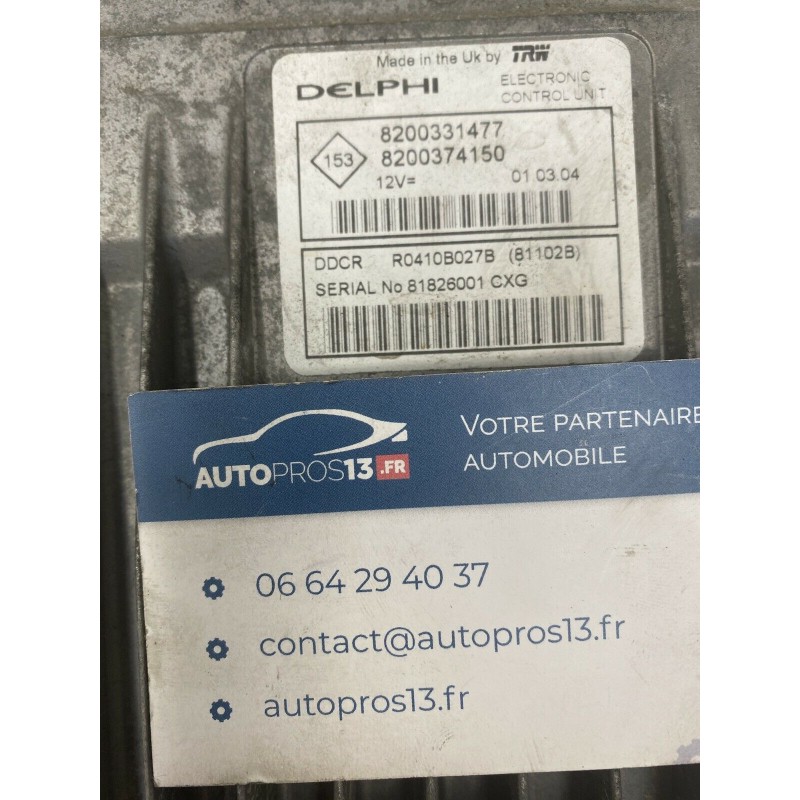 Made in the Uk by TRW
DELPHI
ELECTRONIC
CONTROL UNIT
8200331477
153
8200374150
12V=
01 03.04
DDCR R0410B027B (81102B)
SERIAL No 81826001 CXG
VOTRE PARTENAIRE
AUTOMOBILE
AUTOPROS13.FR
06 64 29 40 37
contact@autopros13.fr
autopros13.fr